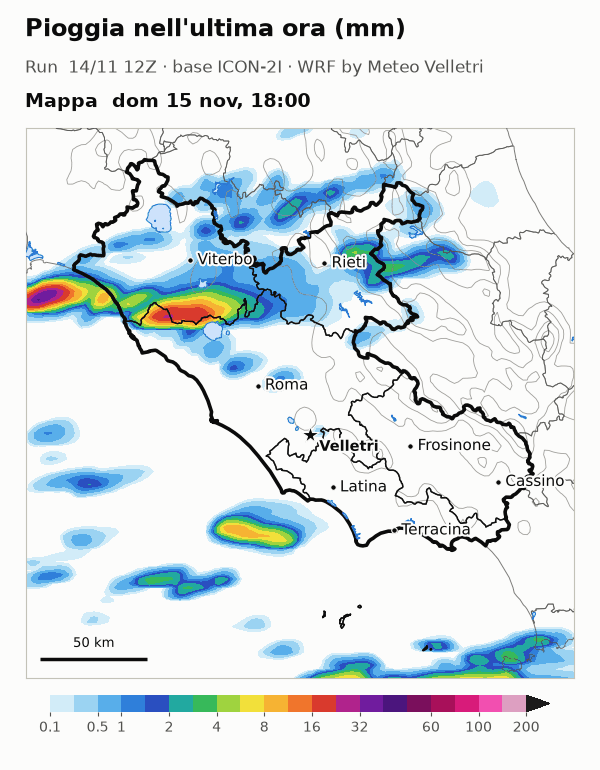 Pioggia nell'ultima ora (mm)
Run  14/11 12Z · base ICON-2I · WRF by Meteo Velletri
Mappa  dom 15 nov, 18:00
Viterbo
Rieti
Roma
Velletri
Frosinone
Latina
Cassino
Terracina
50 km
0.1 0.5 1 2 4 8 16 32 60 100 200